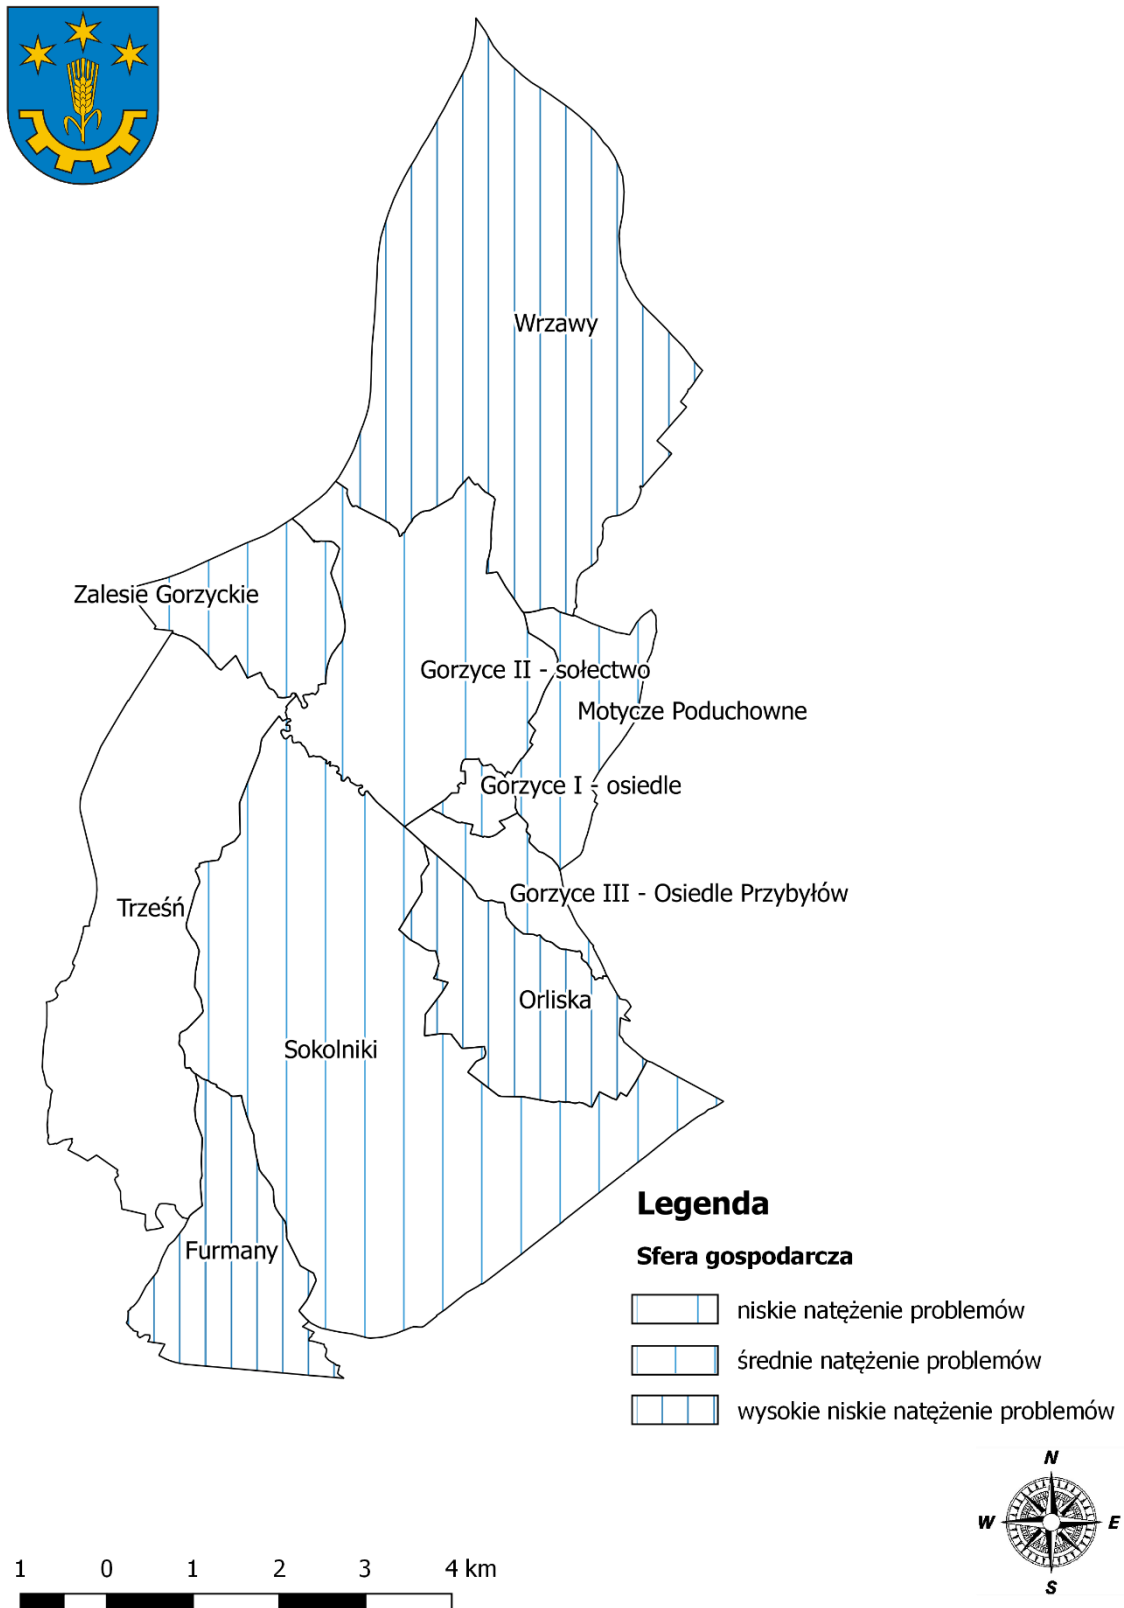 Wrzawy
Zalesie Gorzyckie
Gorzyce II - sołectwo
Motycze Poduchowne
Gorzyce I - osiedle
Gorzyce III - Osiedle Przybyłów
Trześń
Orliska
Sokolniki
Furmany
Legenda
Sfera gospodarcza
niskie natężenie problemów
średnie natężenie problemów
wysokie niskie natężenie problemów
N
W E
S
1 0 1 2 3 4 km